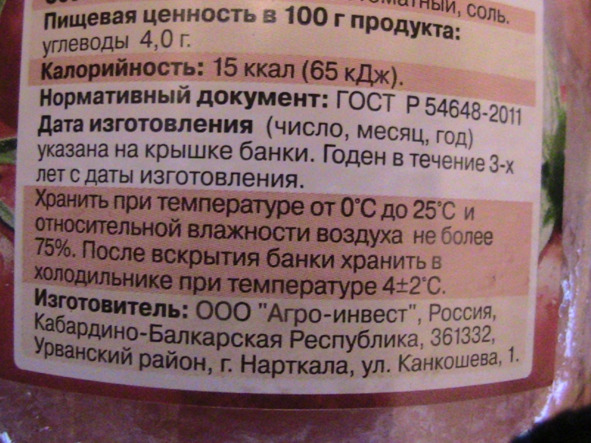 томатный, соль.
Пищевая ценность в 100 г продукта:
углеводы 4,0 г.
Калорийность: 15 ккал (65 кДж).
Нормативный документ: ГОСТ Р 54648-2011
Дата изготовления (число, месяц, год)
указана на крышке банки. Годен в течение 3-х
лет с даты изготовления.
Хранить при температуре от 0°С до 25°С и
относительной влажности воздуха не более
75%. После вскрытия банки хранить в
холодильнике при температуре 4±2°С.
Изготовитель: ООО "Агро-инвест", Россия,
Кабардино-Балкарская Республика, 361332,
Урванский район, г. Нарткала, ул. Канкошева, 1.